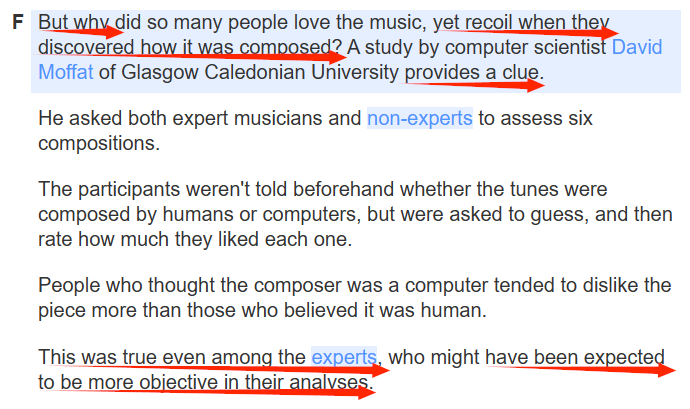 F But why did so many people love the music, yet recoil when they
discovered how it was composed? A study by computer scientist David
Moffat of Glasgow Caledonian University provides a clue.
He asked both expert musicians and non-experts to assess six
compositions.
The participants weren't told beforehand whether the tunes were
composed by humans or computers, but were asked to guess, and then
rate how much they liked each one.
People who thought the composer was a computer tended to dislike the
piece more than those who believed it was human.
This was true even among the experts, who might have been expected
to be more objective in their analyses.